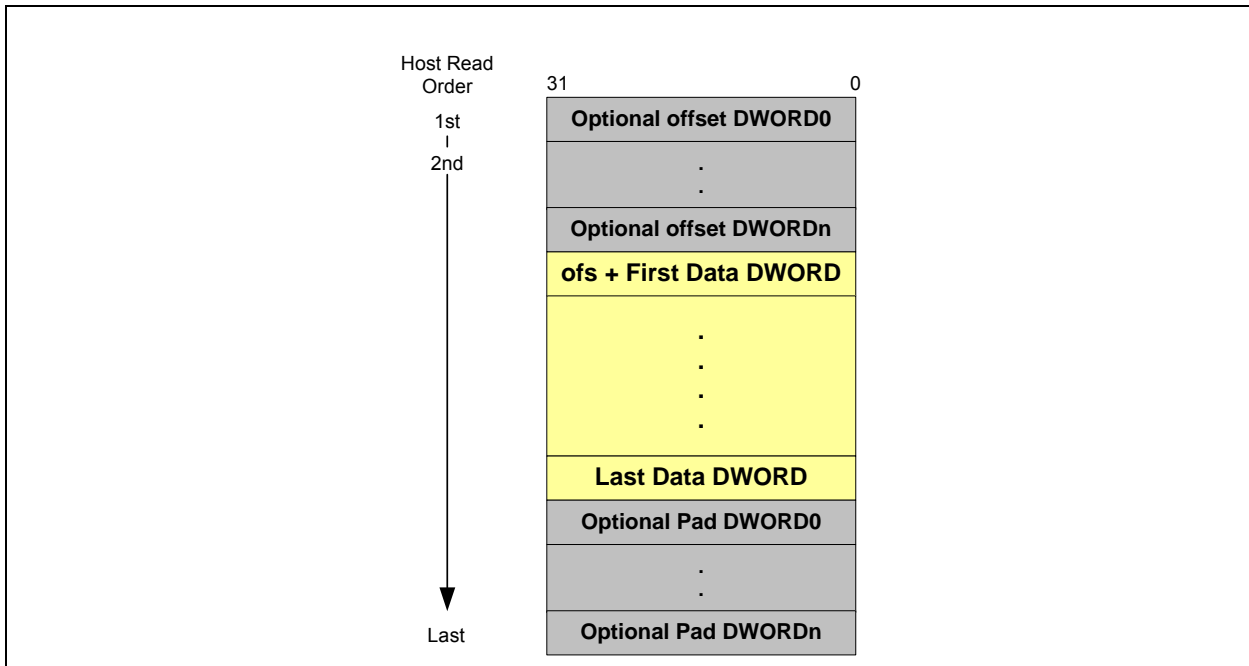 Host Read
Order
31 0
1st
2nd
Optional offset DWORD0
.
.
Optional offset DWORDn
ofs + First Data DWORD
.
.
.
.
Last Data DWORD
Optional Pad DWORD0
.
.
Optional Pad DWORDn
Last